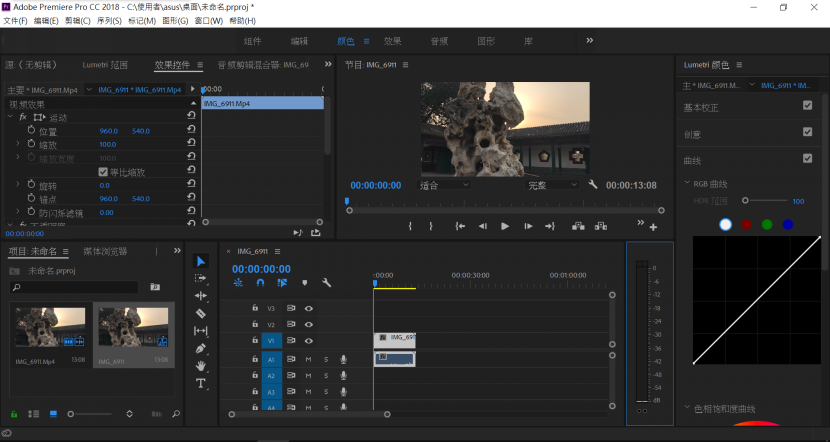 Adobe Premiere Pro CC 2018 - C:\使用者\asus\桌面\未命名.prproj *
文件(F) 编辑(E) 剪辑(C) 序列(S) 标记(M) 图形(G) 窗口(W) 帮助(H)
组件 编辑 颜色 效果 音频 图形 库
源（无剪辑） Lumetri 范围 效果控件 音频剪辑混合器: IMG_69
主要 * IMG_6911.Mp4 IMG_6911 * IMG_6911.Mp4 :00:00
视频效果 IMG_6911.Mp4
fx 运动
位置 960.0 540.0
缩放 100.0
缩放宽度 100.0
等比缩放
旋转 0.0
锚点 960.0 540.0
防闪烁滤镜 0.00
00:00:00:00
节目: IMG_6911
00:00:00:00 适合 完整 00:00:13:08
Lumetri 颜色
主 * IMG_6911.M... IMG_6911 * IM...
基本校正
创意
曲线
RGB 曲线
HDR 范围 100
色相饱和度曲线
项目: 未命名 媒体浏览器
未命名.prproj
IMG_6911.Mp4 13:08 IMG_6911 13:08
IMG_6911
00:00:00:00
:00:00 00:00:30:00 00:01:00:00
V3
V2
V1 IMG_691
A1 M S
A2 M S
A3 M S
A4 M S
0
-6
-12
-18
-24
-30
-36
-42
-48
-54
dB